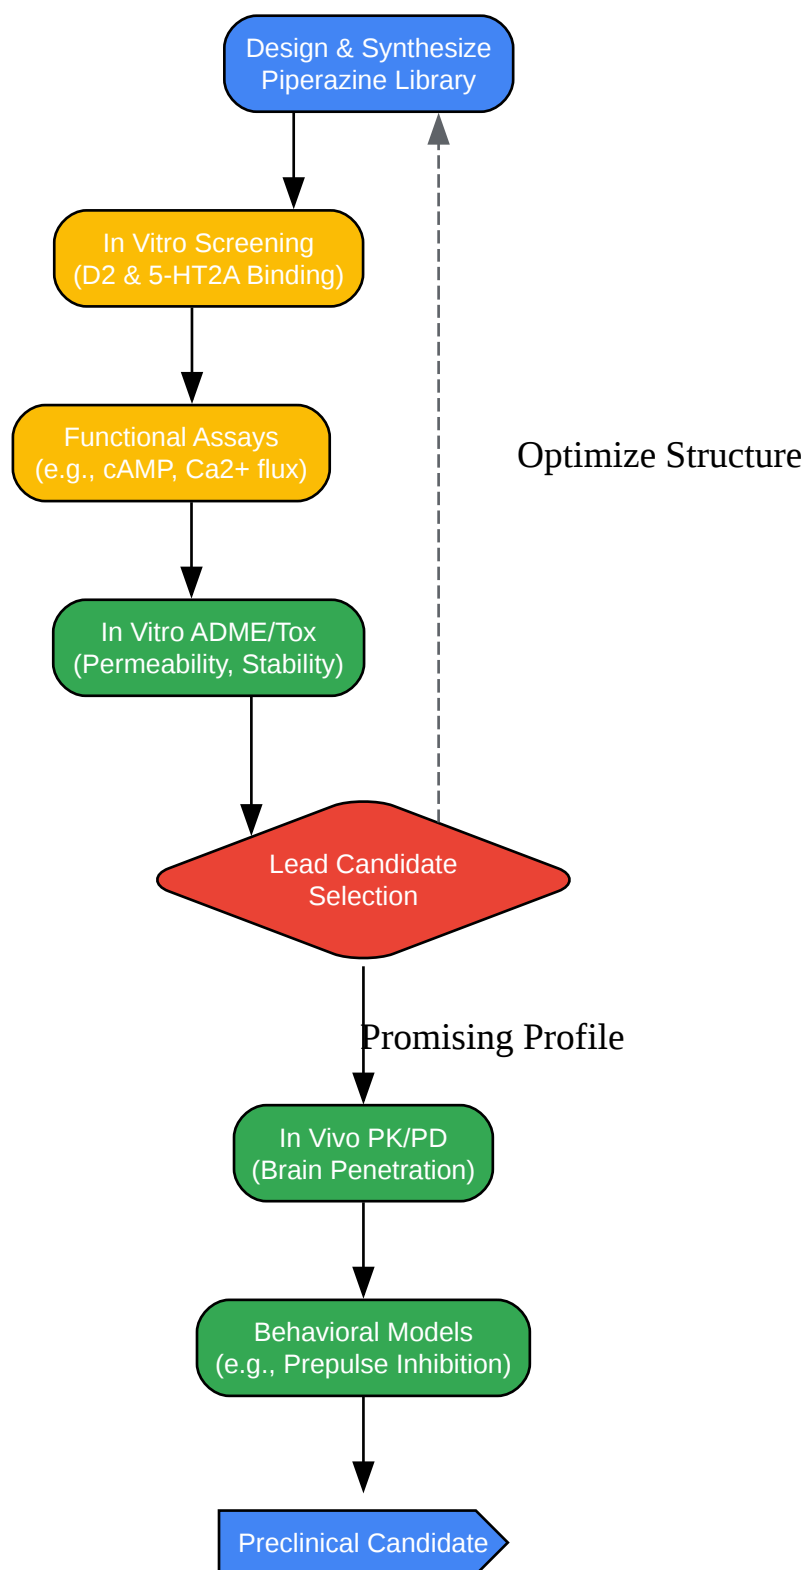 Design & Synthesize
Piperazine Library
In Vitro Screening
(D2 & 5-HT2A Binding)
Functional Assays
(e.g., cAMP, Ca2+ flux)
Optimize Structure
In Vitro ADME/Tox
(Permeability, Stability)
Lead Candidate
Selection
Promising Profile
In Vivo PK/PD
(Brain Penetration)
Behavioral Models
(e.g., Prepulse Inhibition)
Preclinical Candidate